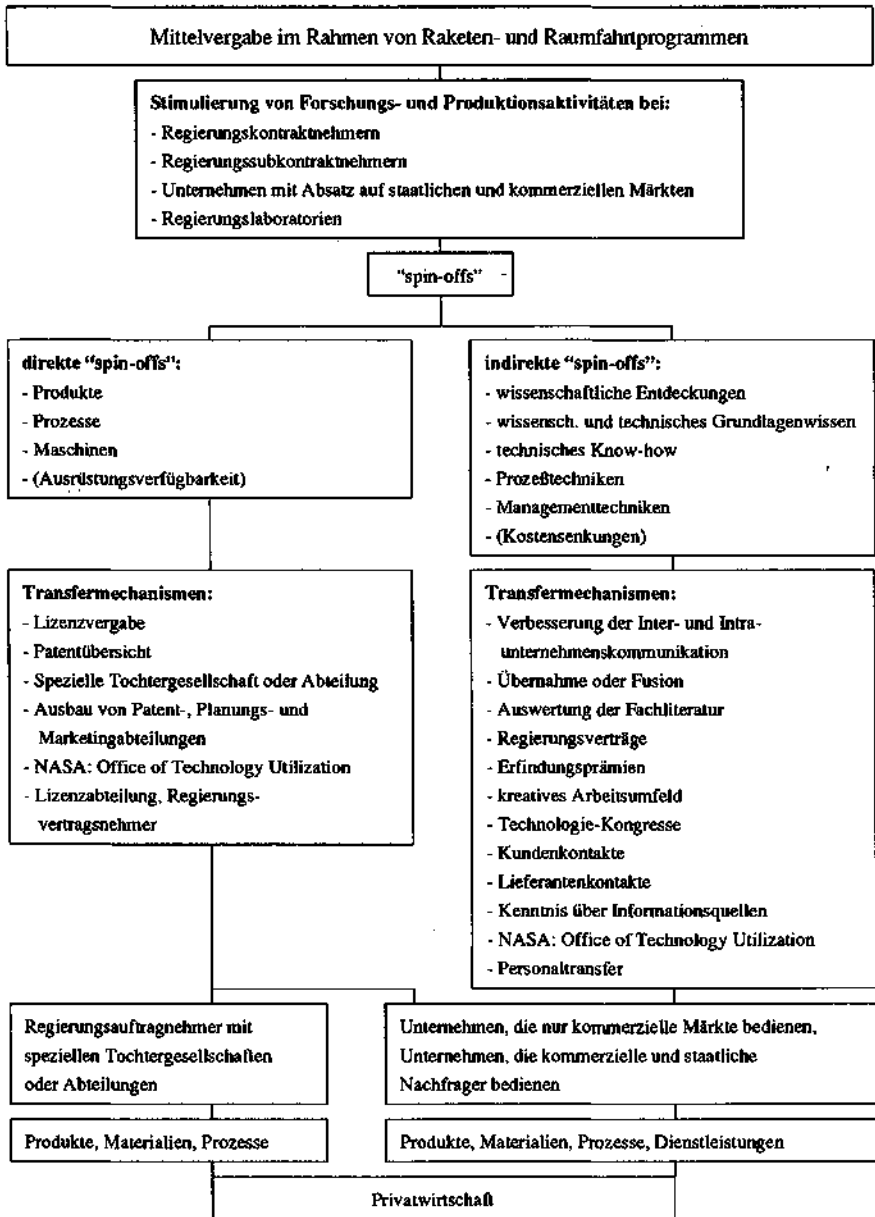 Mittelvergabe im Rahmen von Raketen- und Raumfahrtprogrammen
Stimulierung von Forschungs- und Produktionsaktivitäten bei:
- Regierungskontraktnehmern
- Regierungssubkontraktnehmern
- Unternehmen mit Absatz auf staatlichen und kommerziellen Märkten
- Regierungslaboratorien
"spin-offs"
direkte "spin-offs":
- Produkte
- Prozesse
- Maschinen
- (Ausrüstungsverfügbarkeit)
indirekte "spin-offs":
- wissenschaftliche Entdeckungen
- wissensch. und technisches Grundlagenwissen
- technisches Know-how
- Prozeßtechniken
- Managementtechniken
- (Kostensenkungen)
Transfermechanismen:
- Lizenzvergabe
- Patentübersicht
- Spezielle Tochtergesellschaft oder Abteilung
- Ausbau von Patent-, Planungs- und
Marketingabteilungen
- NASA: Office of Technology Utilization
- Lizenzabteilung, Regierungs-
vertragsnehmer
Transfermechanismen:
- Verbesserung der Inter- und Intra-
unternehmenskommunikation
- Übernahme oder Fusion
- Auswertung der Fachliteratur
- Regierungsverträge
- Erfindungsprämien
- kreatives Arbeitsumfeld
- Technologie-Kongresse
- Kundenkontakte
- Lieferantenkontakte
- Kenntnis über Informationsquellen
- NASA: Office of Technology Utilization
- Personaltransfer
Regierungsauftragnehmer mit
speziellen Tochtergesellschaften
oder Abteilungen
Unternehmen, die nur kommerzielle Märkte bedienen,
Unternehmen, die kommerzielle und staatliche
Nachfrager bedienen
Produkte, Materialien, Prozesse
Produkte, Materialien, Prozesse, Dienstleistungen
Privatwirtschaft